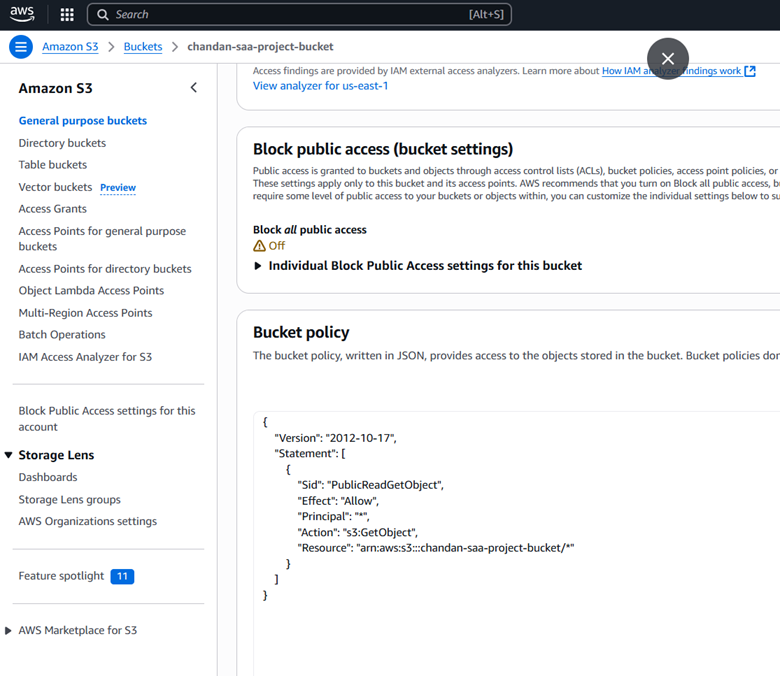 aws
Search
[Alt+S]
Amazon S3 > Buckets > chandan-saa-project-bucket
Amazon S3
General purpose buckets
Directory buckets
Table buckets
Vector buckets Preview
Access Grants
Access Points for general purpose
buckets
Access Points for directory buckets
Object Lambda Access Points
Multi-Region Access Points
Batch Operations
IAM Access Analyzer for S3
Block Public Access settings for this
account
Storage Lens
Dashboards
Storage Lens groups
AWS Organizations settings
Feature spotlight 11
AWS Marketplace for S3
Access findings are provided by IAM external access analyzers. Learn more about How IAM analyzer findings work
View analyzer for us-east-1
Block public access (bucket settings)
Public access is granted to buckets and objects through access control lists (ACLs), bucket policies, access point policies, or
These settings apply only to this bucket and its access points. AWS recommends that you turn on Block all public access,
require some level of public access to your buckets or objects within, you can customize the individual settings below to
Block all public access
Off
Individual Block Public Access settings for this bucket
Bucket policy
The bucket policy, written in JSON, provides access to the objects stored in the bucket. Bucket policies
{
"Version": "2012-10-17",
"Statement": [
{
"Sid": "PublicReadGetObject",
"Effect": "Allow",
"Principal": "*",
"Action": "s3:GetObject",
"Resource": "arn:aws:s3:::chandan-saa-project-bucket/*"
}
]
}